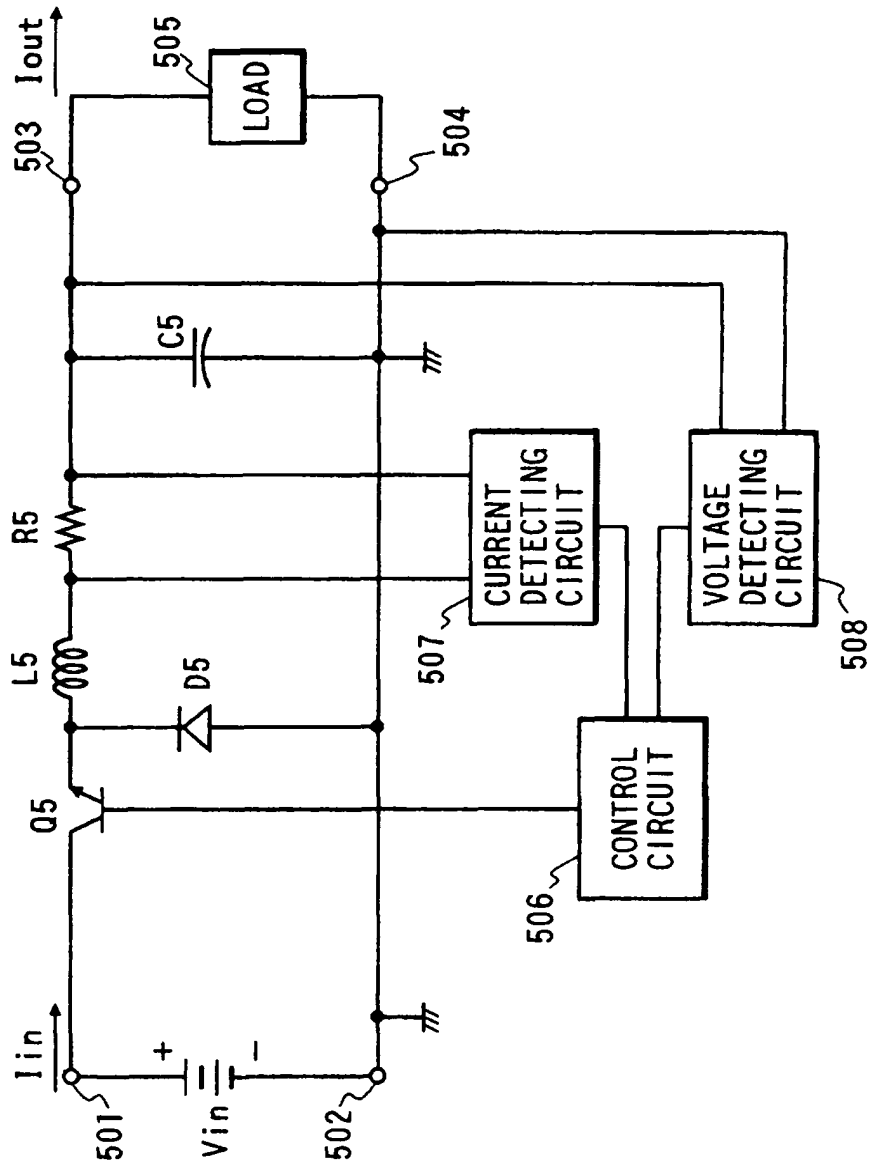 Iin
Iout
501
+
Vin
-
502
Q5
L5
D5
R5
C5
503
505
LOAD
504
507
CURRENT
DETECTING
CIRCUIT
506
CONTROL
CIRCUIT
VOLTAGE
DETECTING
CIRCUIT
508